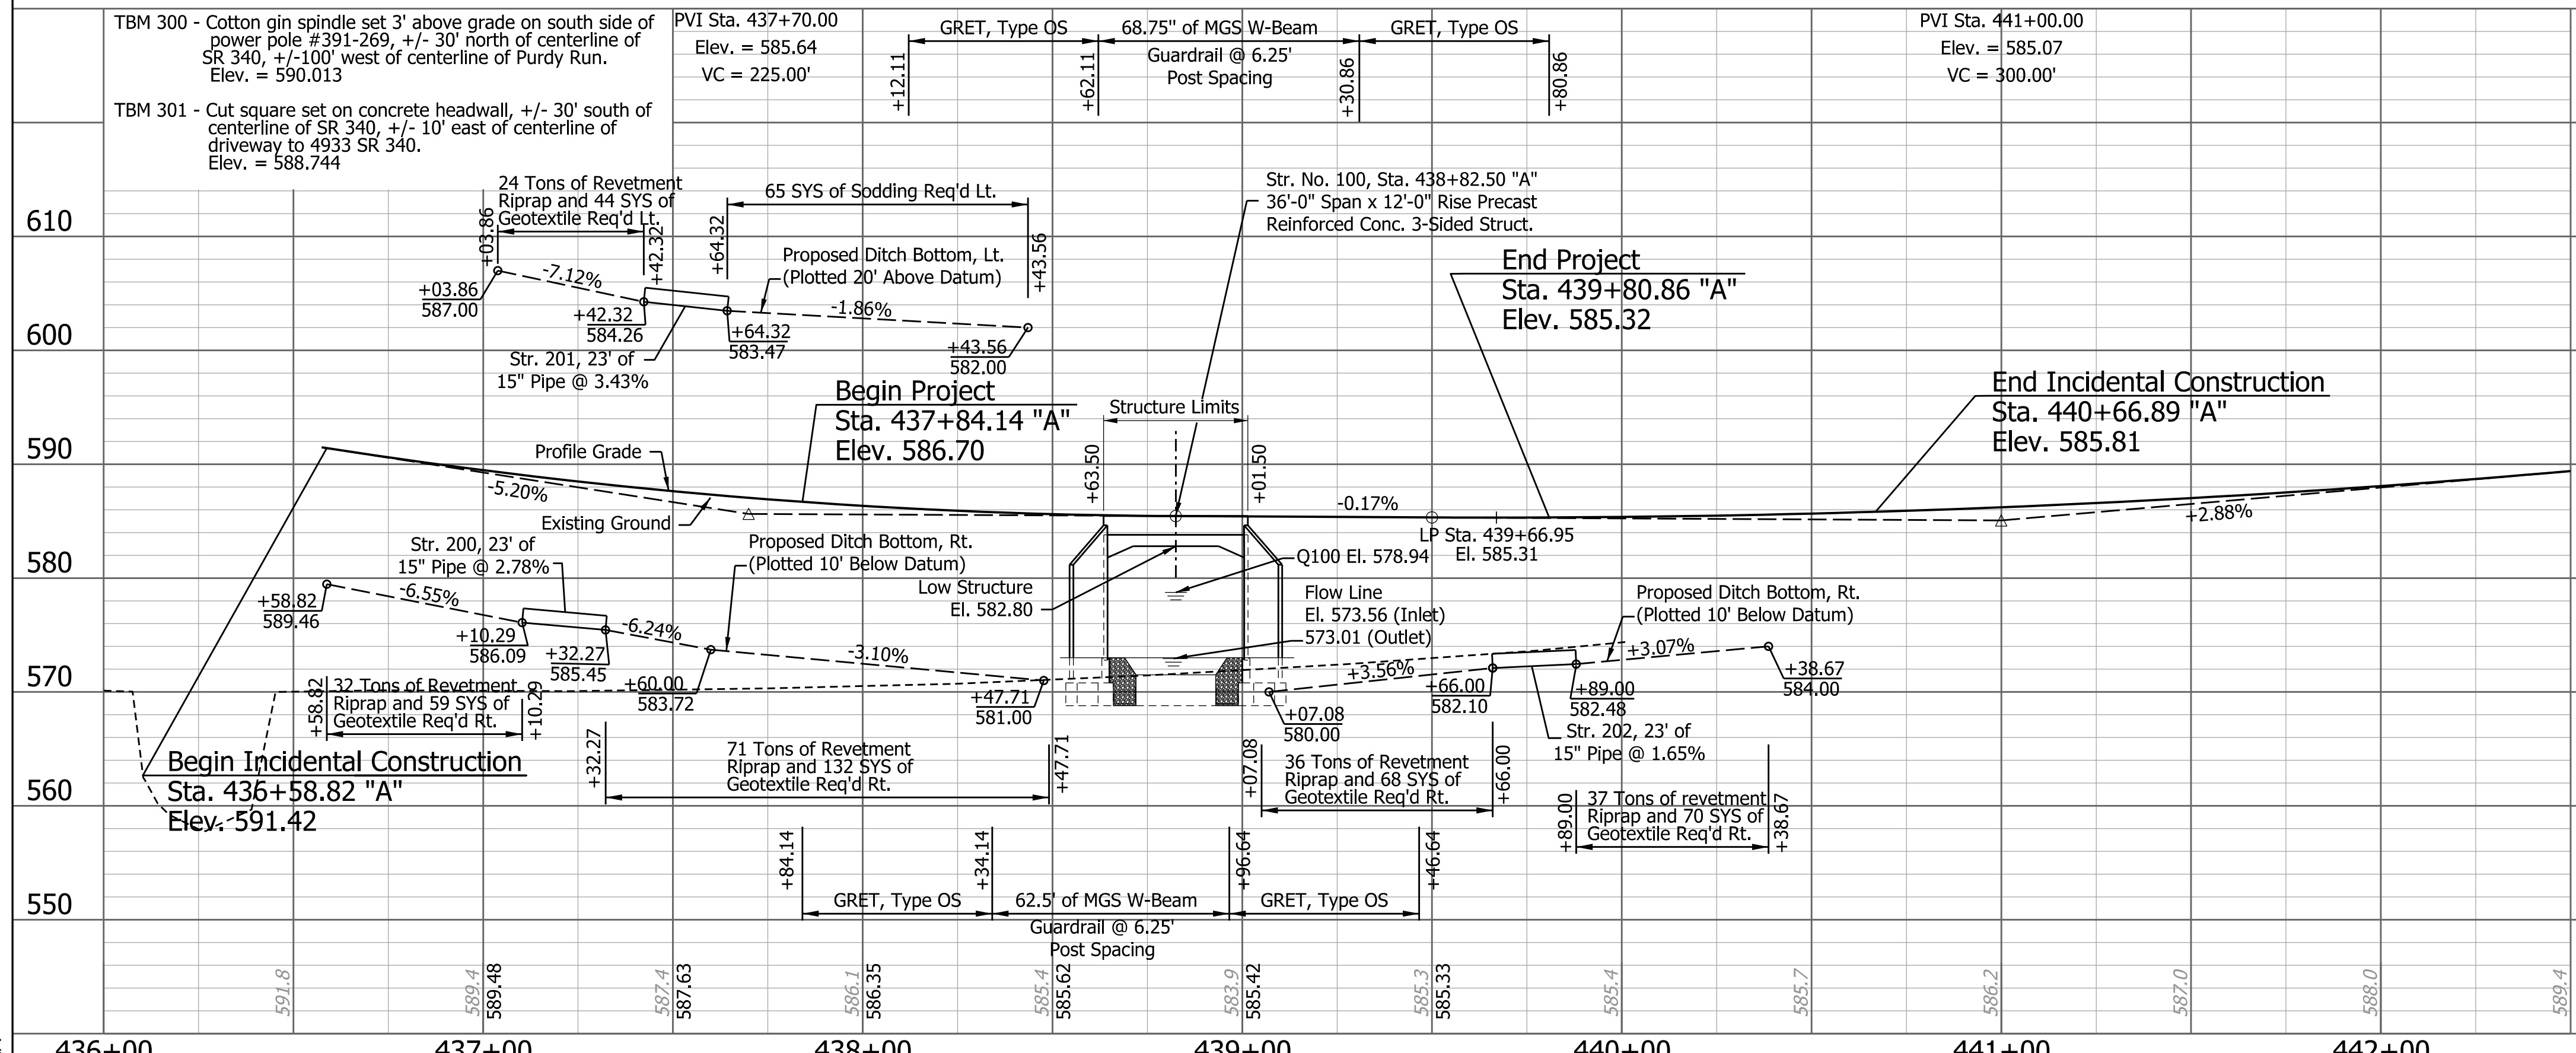 TBM 300 - Cotton gin spindle set 3' above grade on south side of
power pole #391-269, +/- 30' north of centerline of
SR 340, +/-100' west of centerline of Purdy Run.
Elev. = 590.013
TBM 301 - Cut square set on concrete headwall, +/- 30' south of
centerline of SR 340, +/- 10' east of centerline of
driveway to 4933 SR 340.
Elev. = 588.744
PVI Sta. 437+70.00
Elev. = 585.64
VC = 225.00'
GRET, Type OS
68.75" of MGS W-Beam
Guardrail @ 6.25'
Post Spacing
GRET, Type OS
+12.11
+62.11
+30.86
+80.86
PVI Sta. 441+00.00
Elev. = 585.07
VC = 300.00'
24 Tons of Revetment
Riprap and 44 SYS of
Geotextile Req'd Lt.
+03.86
+42.32
65 SYS of Sodding Req'd Lt.
+64.32
+43.56
Str. No. 100, Sta. 438+82.50 "A"
36'-0" Span x 12'-0" Rise Precast
Reinforced Conc. 3-Sided Struct.
610
-7.12%
Proposed Ditch Bottom, Lt.
(Plotted 20' Above Datum)
-1.86%
+03.86
587.00
+42.32
584.26
+64.32
583.47
+43.56
582.00
Str. 201, 23' of
15" Pipe @ 3.43%
End Project
Sta. 439+80.86 "A"
Elev. 585.32
600
Begin Project
Sta. 437+84.14 "A"
Elev. 586.70
Structure Limits
+63.50
+01.50
End Incidental Construction
Sta. 440+66.89 "A"
Elev. 585.81
590
Profile Grade
-5.20%
Existing Ground
-0.17%
LP Sta. 439+66.95
El. 585.31
+2.88%
Str. 200, 23' of
15" Pipe @ 2.78%
Proposed Ditch Bottom, Rt.
(Plotted 10' Below Datum)
Low Structure
El. 582.80
Q100 El. 578.94
Flow Line
El. 573.56 (Inlet)
573.01 (Outlet)
Proposed Ditch Bottom, Rt.
(Plotted 10' Below Datum)
580
-6.55%
+58.82
589.46
+10.29
586.09
+32.27
585.45
-6.24%
-3.10%
+60.00
583.72
+47.71
581.00
+3.56%
+3.07%
+07.08
580.00
+66.00
582.10
+89.00
582.48
+38.67
584.00
570
+58.82
32 Tons of Revetment
Riprap and 59 SYS of
Geotextile Req'd Rt.
+10.29
Str. 202, 23' of
15" Pipe @ 1.65%
Begin Incidental Construction
Sta. 436+58.82 "A"
Elev. 591.42
+32.27
71 Tons of Revetment
Riprap and 132 SYS of
Geotextile Req'd Rt.
+47.71
+07.08
36 Tons of Revetment
Riprap and 68 SYS of
Geotextile Req'd Rt.
+66.00
+89.00
37 Tons of revetment
Riprap and 70 SYS of
Geotextile Req'd Rt.
+38.67
560
+84.14
+34.14
+96.64
+46.64
GRET, Type OS
62.5' of MGS W-Beam
Guardrail @ 6.25'
Post Spacing
GRET, Type OS
550
591.8
589.4
589.48
587.4
587.63
586.1
586.35
585.4
585.62
583.9
585.42
585.3
585.33
585.4
585.7
586.2
587.0
588.0
589.4
436+00
437+00
438+00
439+00
440+00
441+00
442+00